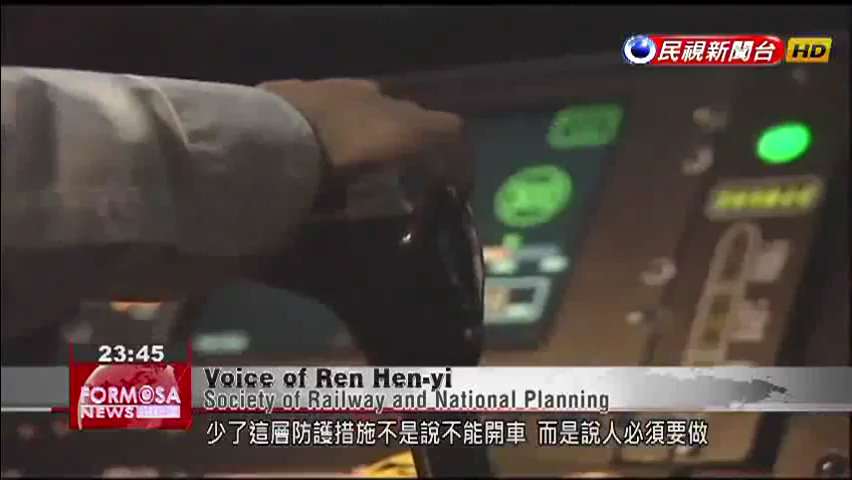 民視新聞台 HD
23:45
FORM@SA
NEWS
Voice of Ren Hen-yi
Society of Railway and National Planning
少了這層防護措施不是說不能開車 而是說人必須要做